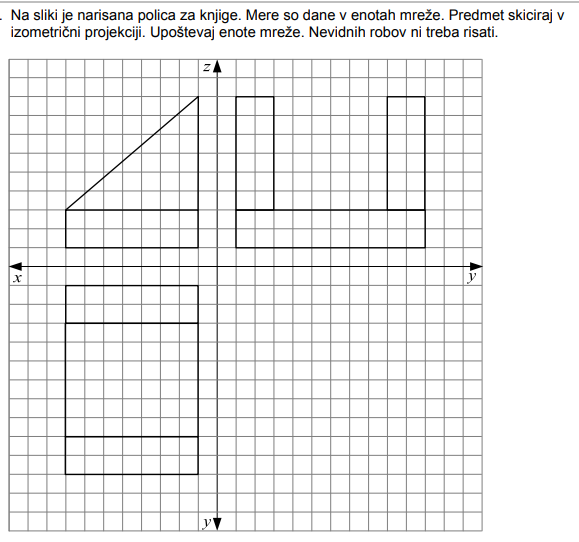 . Na sliki je narisana polica za knjige. Mere so dane v enotah mreže. Predmet skiciraj v
izometrični projekciji. Upoštevaj enote mreže. Nevidnih robov ni treba risati.
z
x
y
y